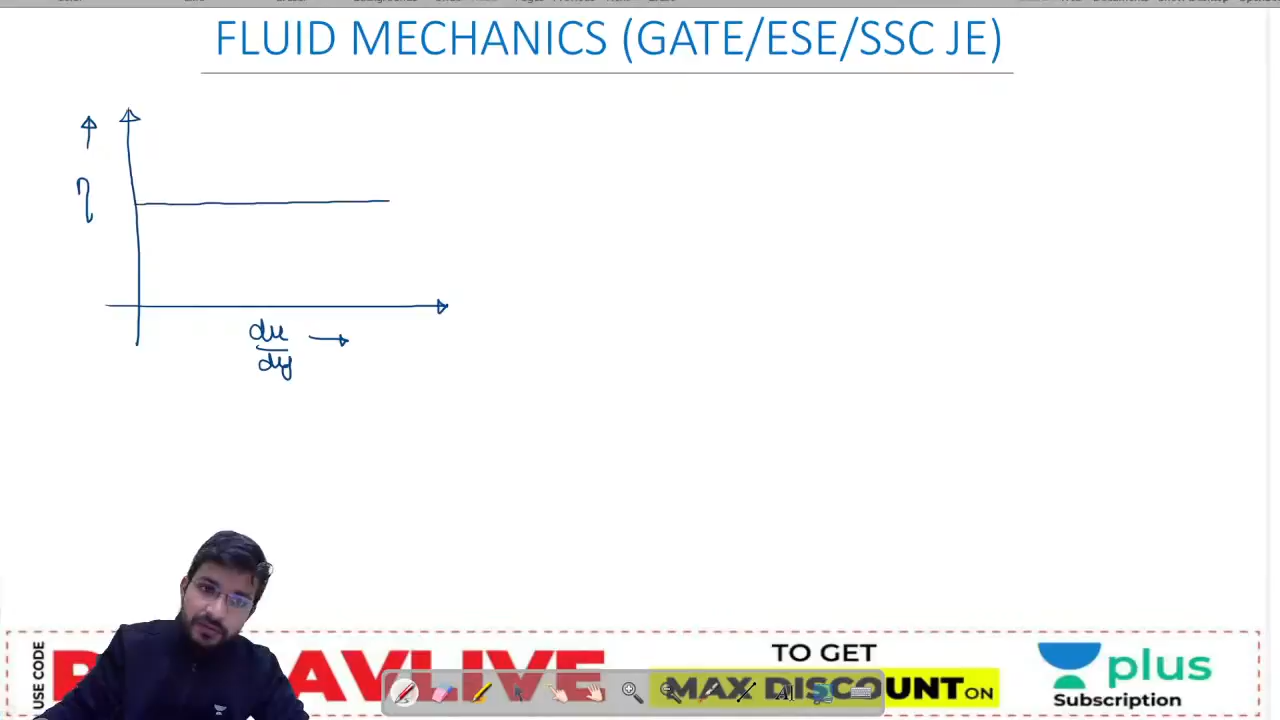 FLUID MECHANICS (GATE/ESE/SSC JE)
η
du
dy
USE CODE
AVLIVE
TO GET
MAX DISCOUNT ON
plus
Subscription